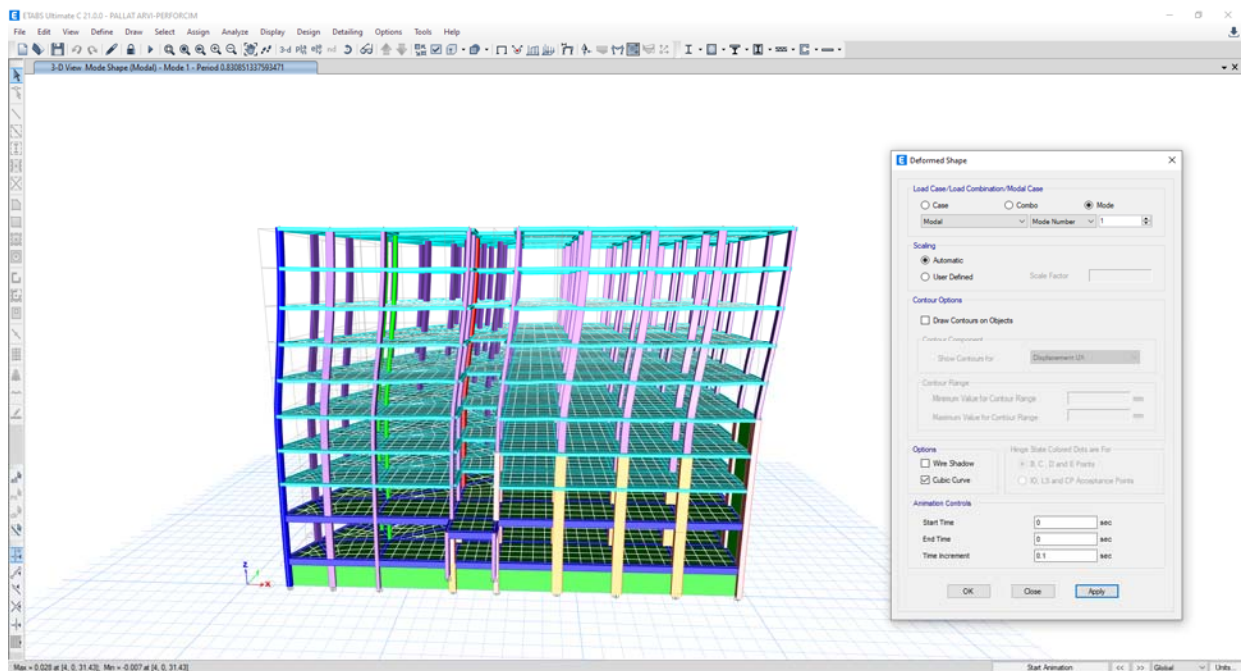 ETABS Ultimate C 21.0.0 - PALLAT ARVI-PERFORCIM
File Edit View Define Draw Select Assign Analyze Display Design Detailing Options Tools Help
3-d
3-D View Mode Shape (Modal) - Mode 1 - Period 0.830851337593471
Deformed Shape
Load Case/Load Combination/Modal Case
Case Combo Mode
Modal Mode Number 1
Scaling
Automatic
User Defined Scale Factor
Contour Options
Draw Contours on Objects
Contour Component
Show Contours for Displacement U1
Contour Range
Minimum Value for Contour Range mm
Maximum Value for Contour Range mm
Options Hinge State Colored Dots are For
Wire Shadow B, C, D and E Points
Cubic Curve IO, LS and CP Acceptance Points
Animation Controls
Start Time 0 sec
End Time 0 sec
Time Increment 0.1 sec
OK Close Apply
Z
Y
X
Max = 0.028 at [4, 0, 31.43]; Min = -0.007 at [4, 0, 31.43]
Start Animation << >> Global Units...